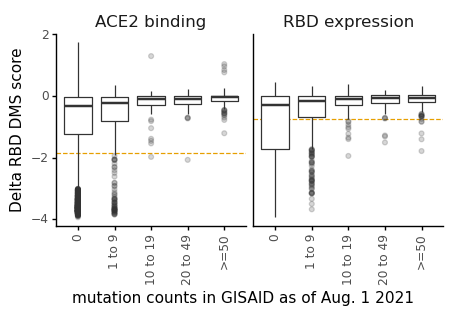 ACE2 binding RBD expression
Delta RBD DMS score
2
0
−2
−4
0 1 to 9 10 to 19 20 to 49 >=50 0 1 to 9 10 to 19 20 to 49 >=50
mutation counts in GISAID as of Aug. 1 2021